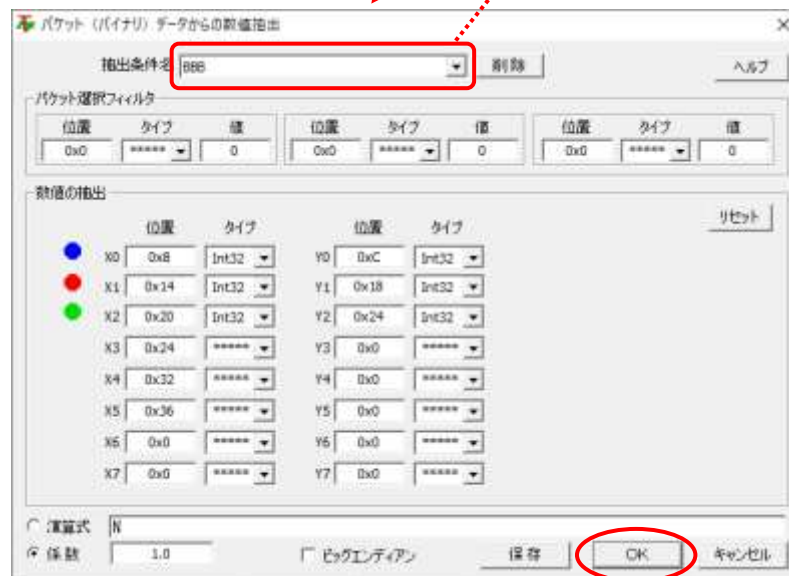 パケット (バイナリ) データからの数値抽出 ×
抽出条件名 BBB 削除 ヘルプ
パケット選択フィルタ
位置 タイプ 値 位置 タイプ 値 位置 タイプ 値
0x0 ***** 0 0x0 ***** 0 0x0 ***** 0
数値の抽出
リセット
位置 タイプ 位置 タイプ
X0 0x8 Int32 Y0 0xC Int32
X1 0x14 Int32 Y1 0x18 Int32
X2 0x20 Int32 Y2 0x24 Int32
X3 0x24 ***** Y3 0x0 *****
X4 0x32 ***** Y4 0x0 *****
X5 0x36 ***** Y5 0x0 *****
X6 0x0 ***** Y6 0x0 *****
X7 0x0 ***** Y7 0x0 *****
演算式 N
係数 1.0 ビッグエンディアン 保存 OK キャンセル